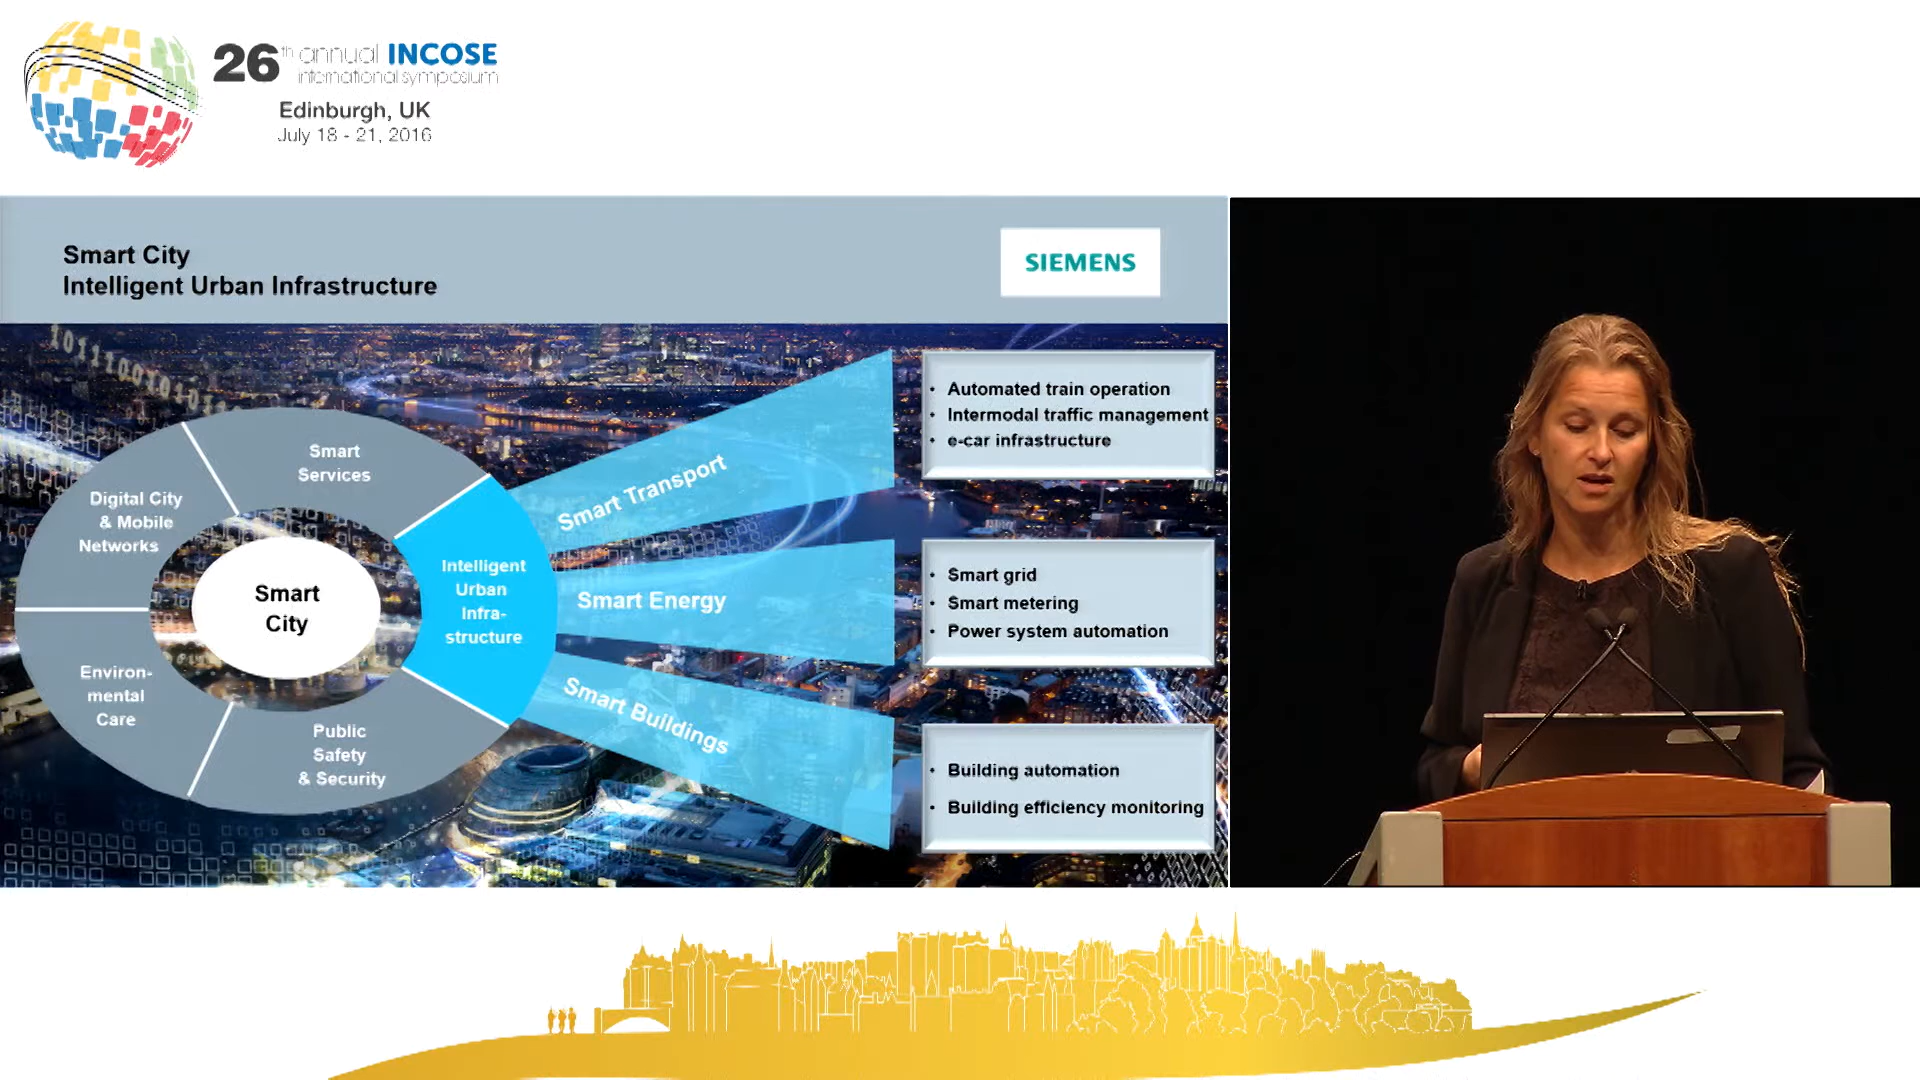 26th annual INCOSE
international symposium
Edinburgh, UK
July 18 - 21, 2016
Smart City
Intelligent Urban Infrastructure
SIEMENS
1011100101101
Smart
Services
Digital City
& Mobile
Networks
Smart
City
Intelligent
Urban
Infra-
structure
Environ-
mental
Care
Public
Safety
& Security
Smart Transport
• Automated train operation
• Intermodal traffic management
• e-car infrastructure
Smart Energy
• Smart grid
• Smart metering
• Power system automation
Smart Buildings
• Building automation
• Building efficiency monitoring